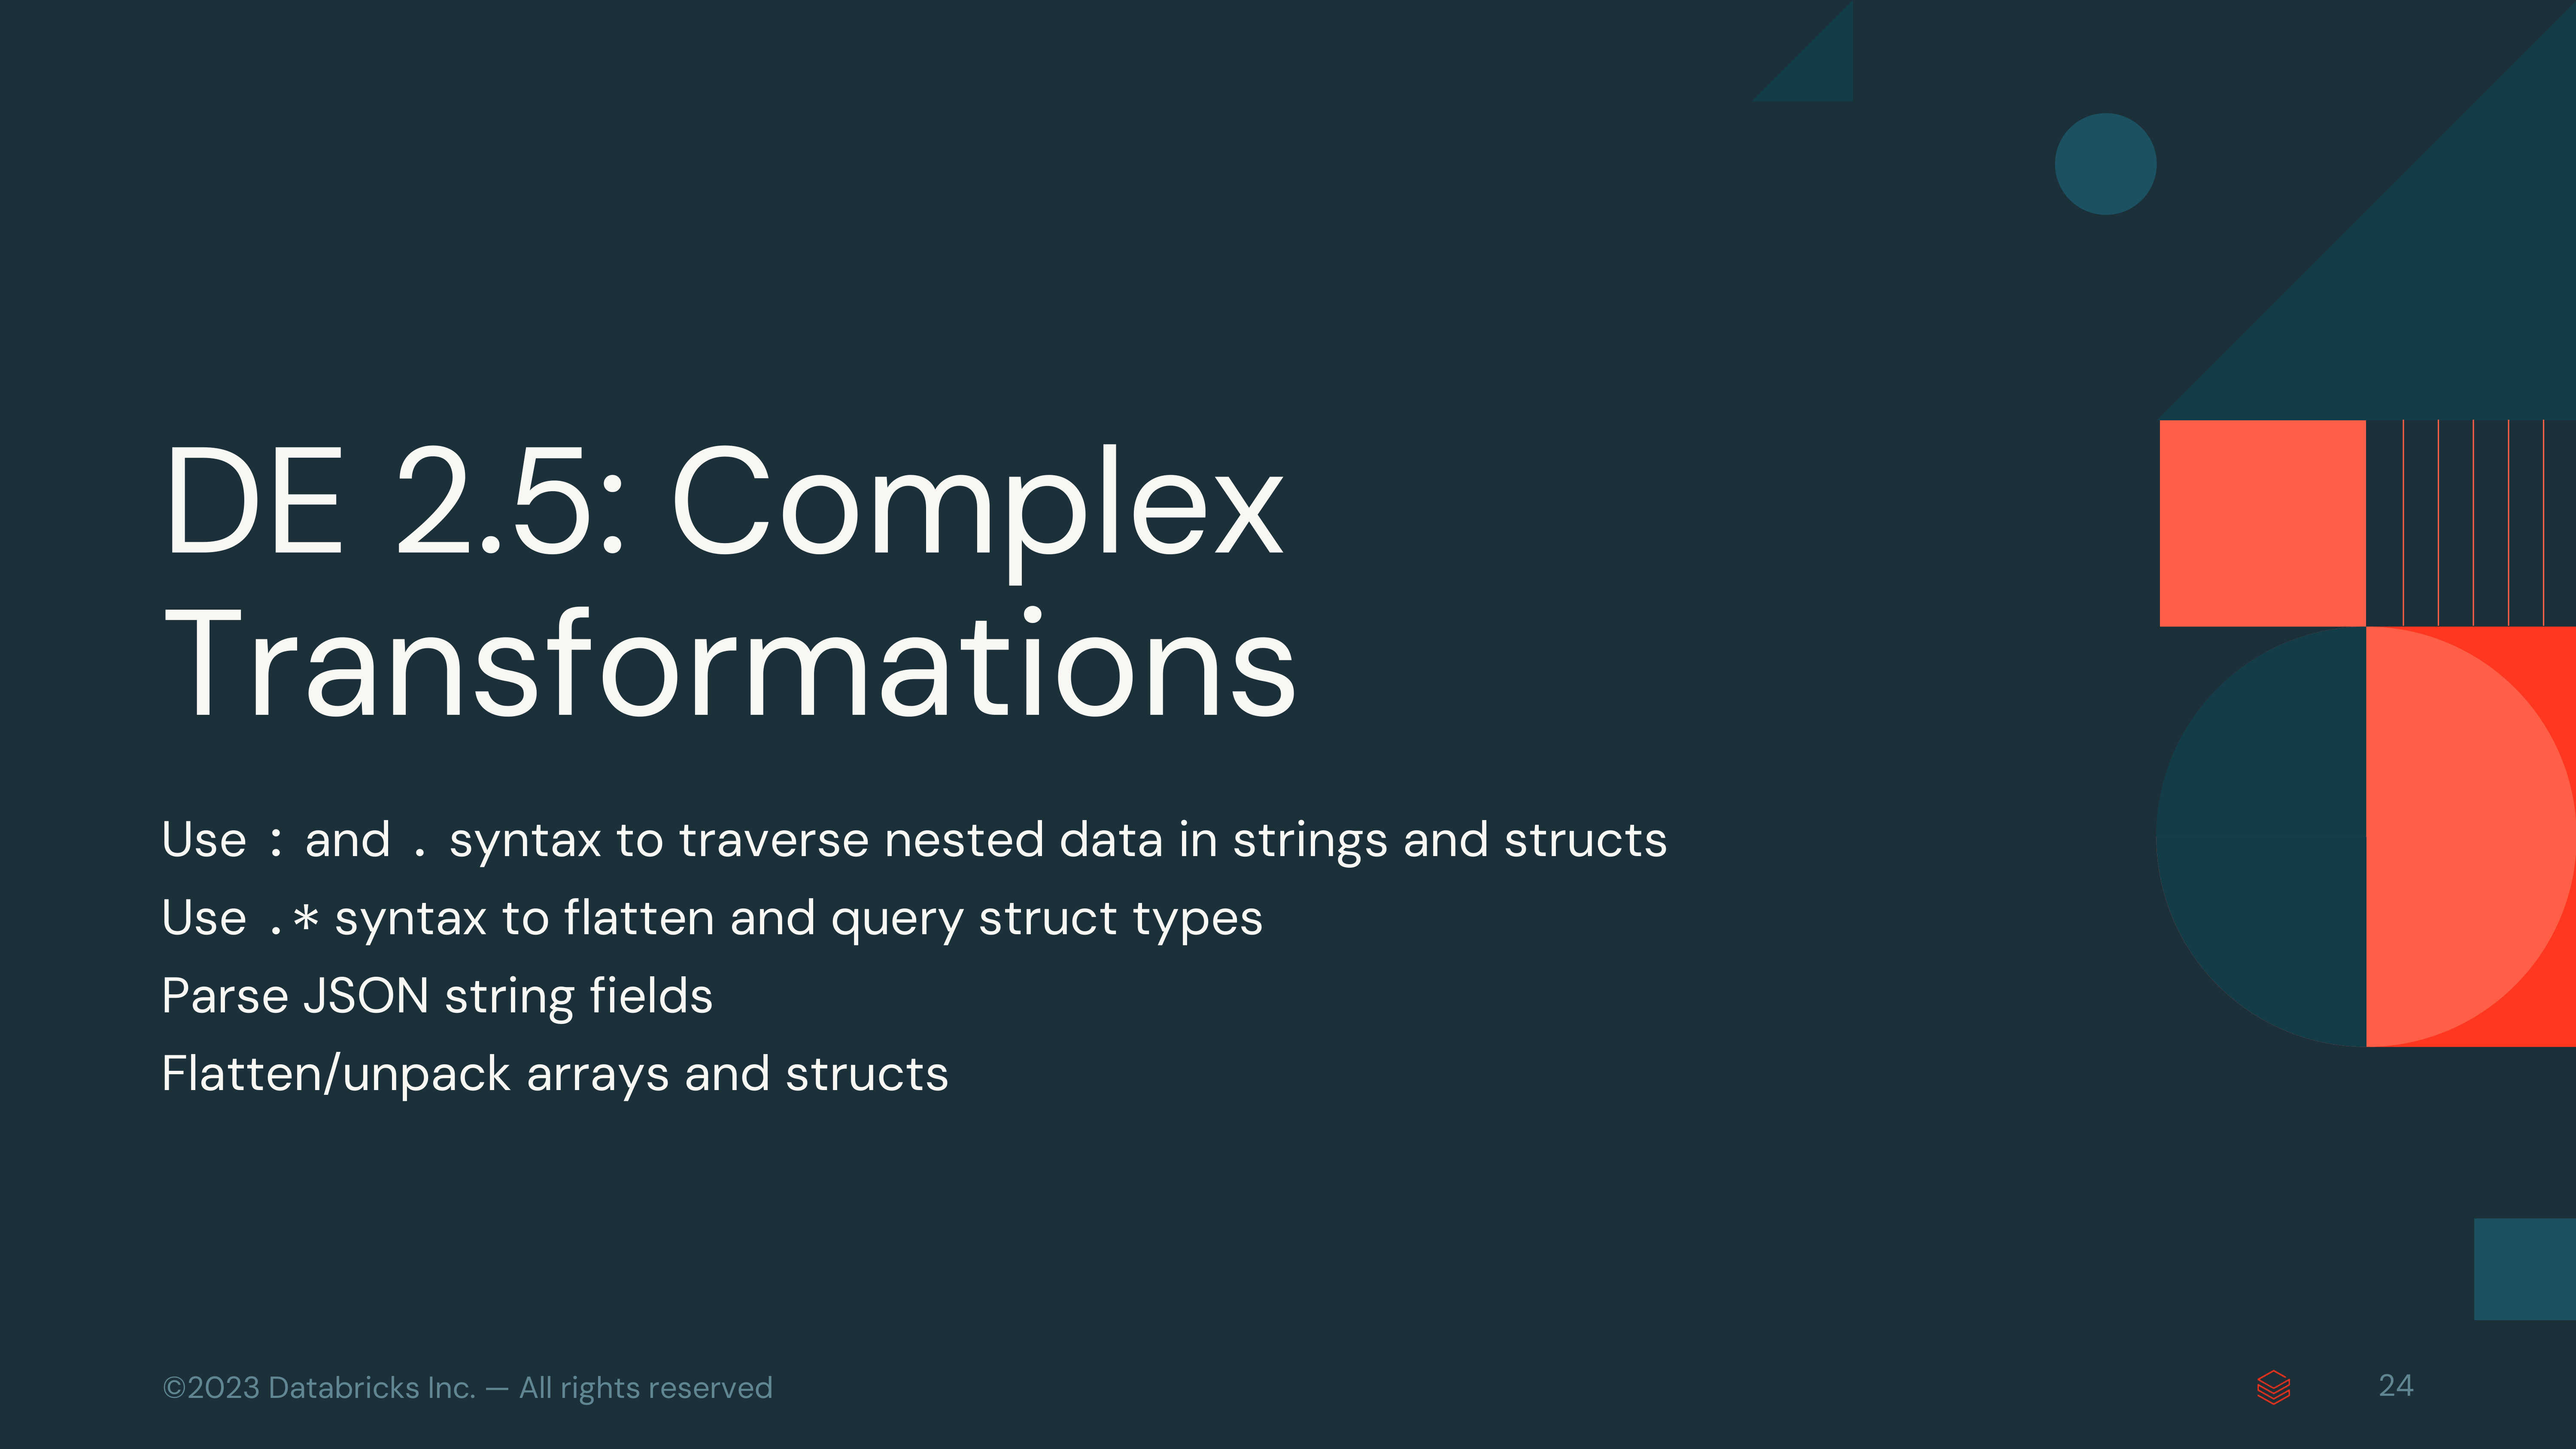 DE 2.5: Complex
Transformations
Use : and . syntax to traverse nested data in strings and structs
Use .* syntax to flatten and query struct types
Parse JSON string fields
Flatten/unpack arrays and structs
©2023 Databricks Inc. — All rights reserved
24